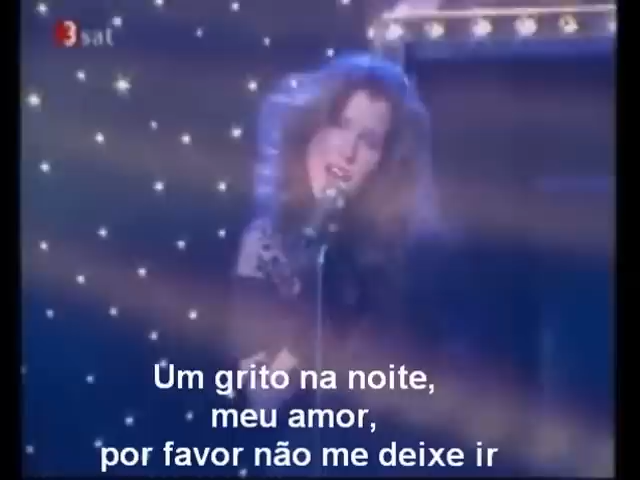 3sat
Um grito na noite,
meu amor,
por favor não me deixe ir